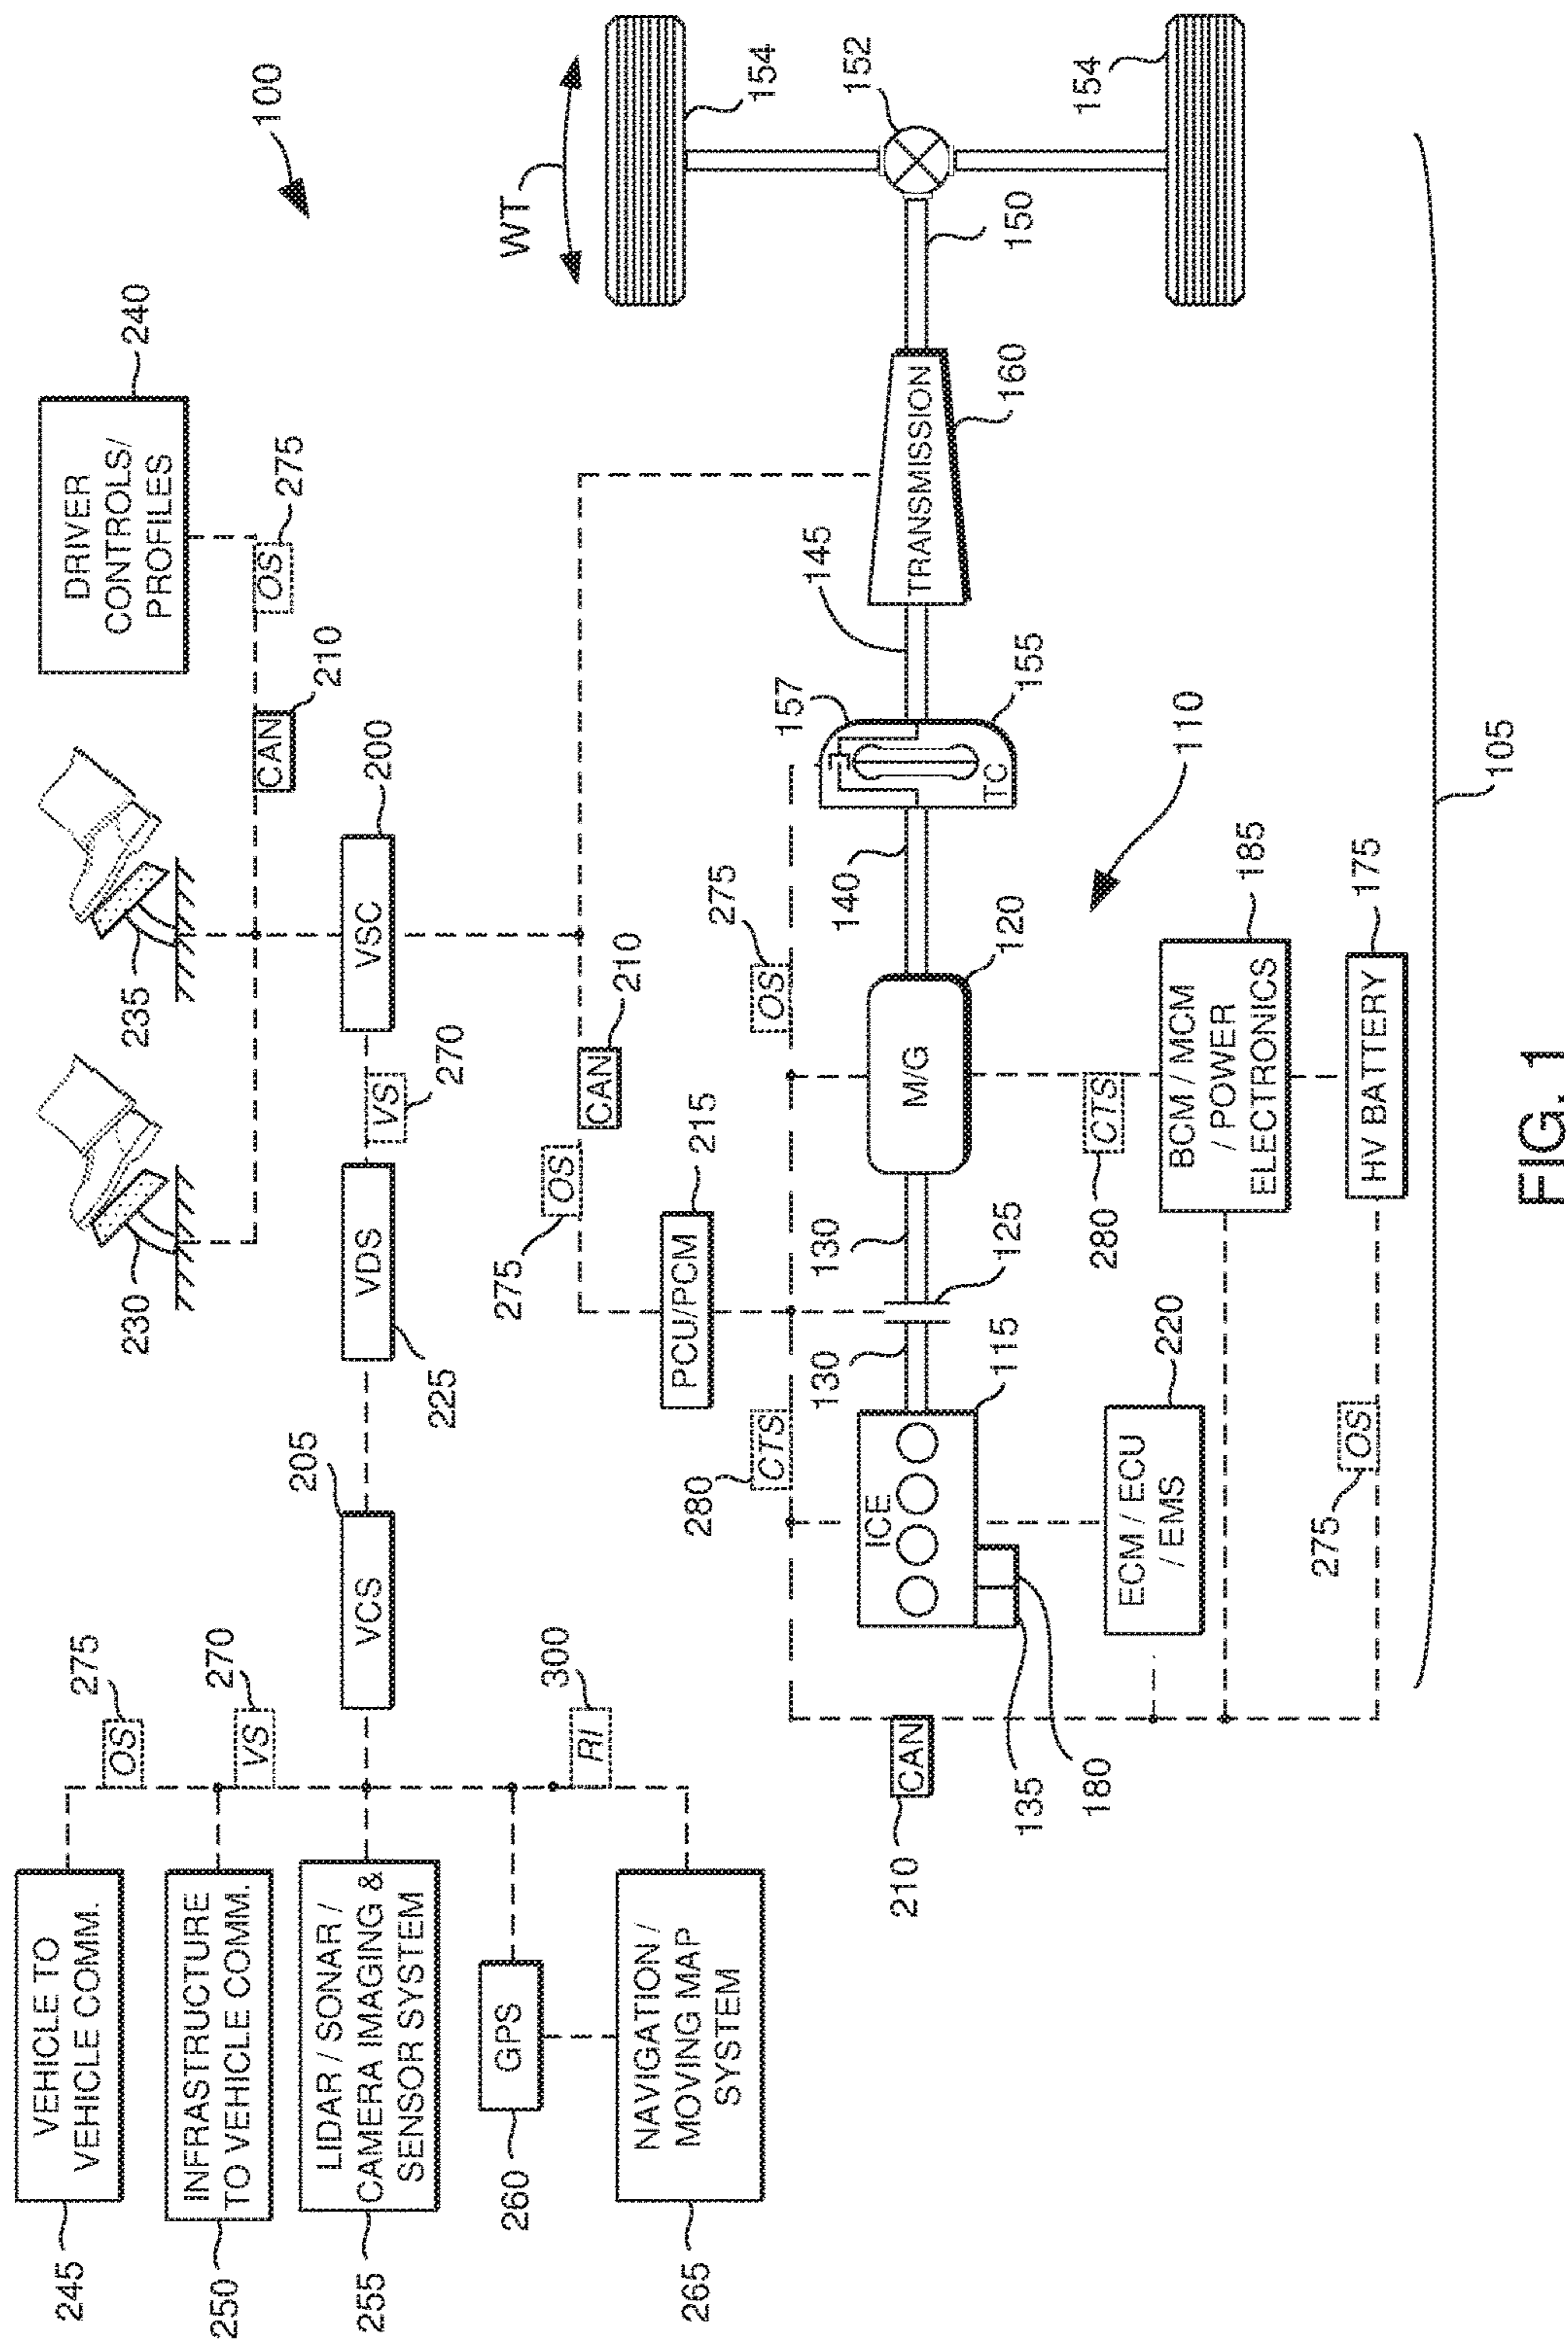 245
VEHICLE TO
VEHICLE COMM.
275
OS
250
INFRASTRUCTURE
TO VEHICLE COMM.
270
VS
255
LIDAR / SONAR /
CAMERA IMAGING &
SENSOR SYSTEM
260
GPS
265
NAVIGATION /
MOVING MAP
SYSTEM
300
RI
205
VCS
225
VDS
270
VS
200
VSC
230
235
CAN
210
OS
275
DRIVER
CONTROLS/
PROFILES
240
100
275
OS
CAN
210
PCU/PCM
215
280
CTS
275
OS
WT
154
152
154
150
TRANSMISSION
160
145
157
155
TC
140
M/G
120
130
125
130
ICE
115
135
180
210
CAN
ECM / ECU
/ EMS
220
280
CTS
BCM / MCM
/ POWER
ELECTRONICS
185
HV BATTERY
175
275
OS
110
105
FIG. 1